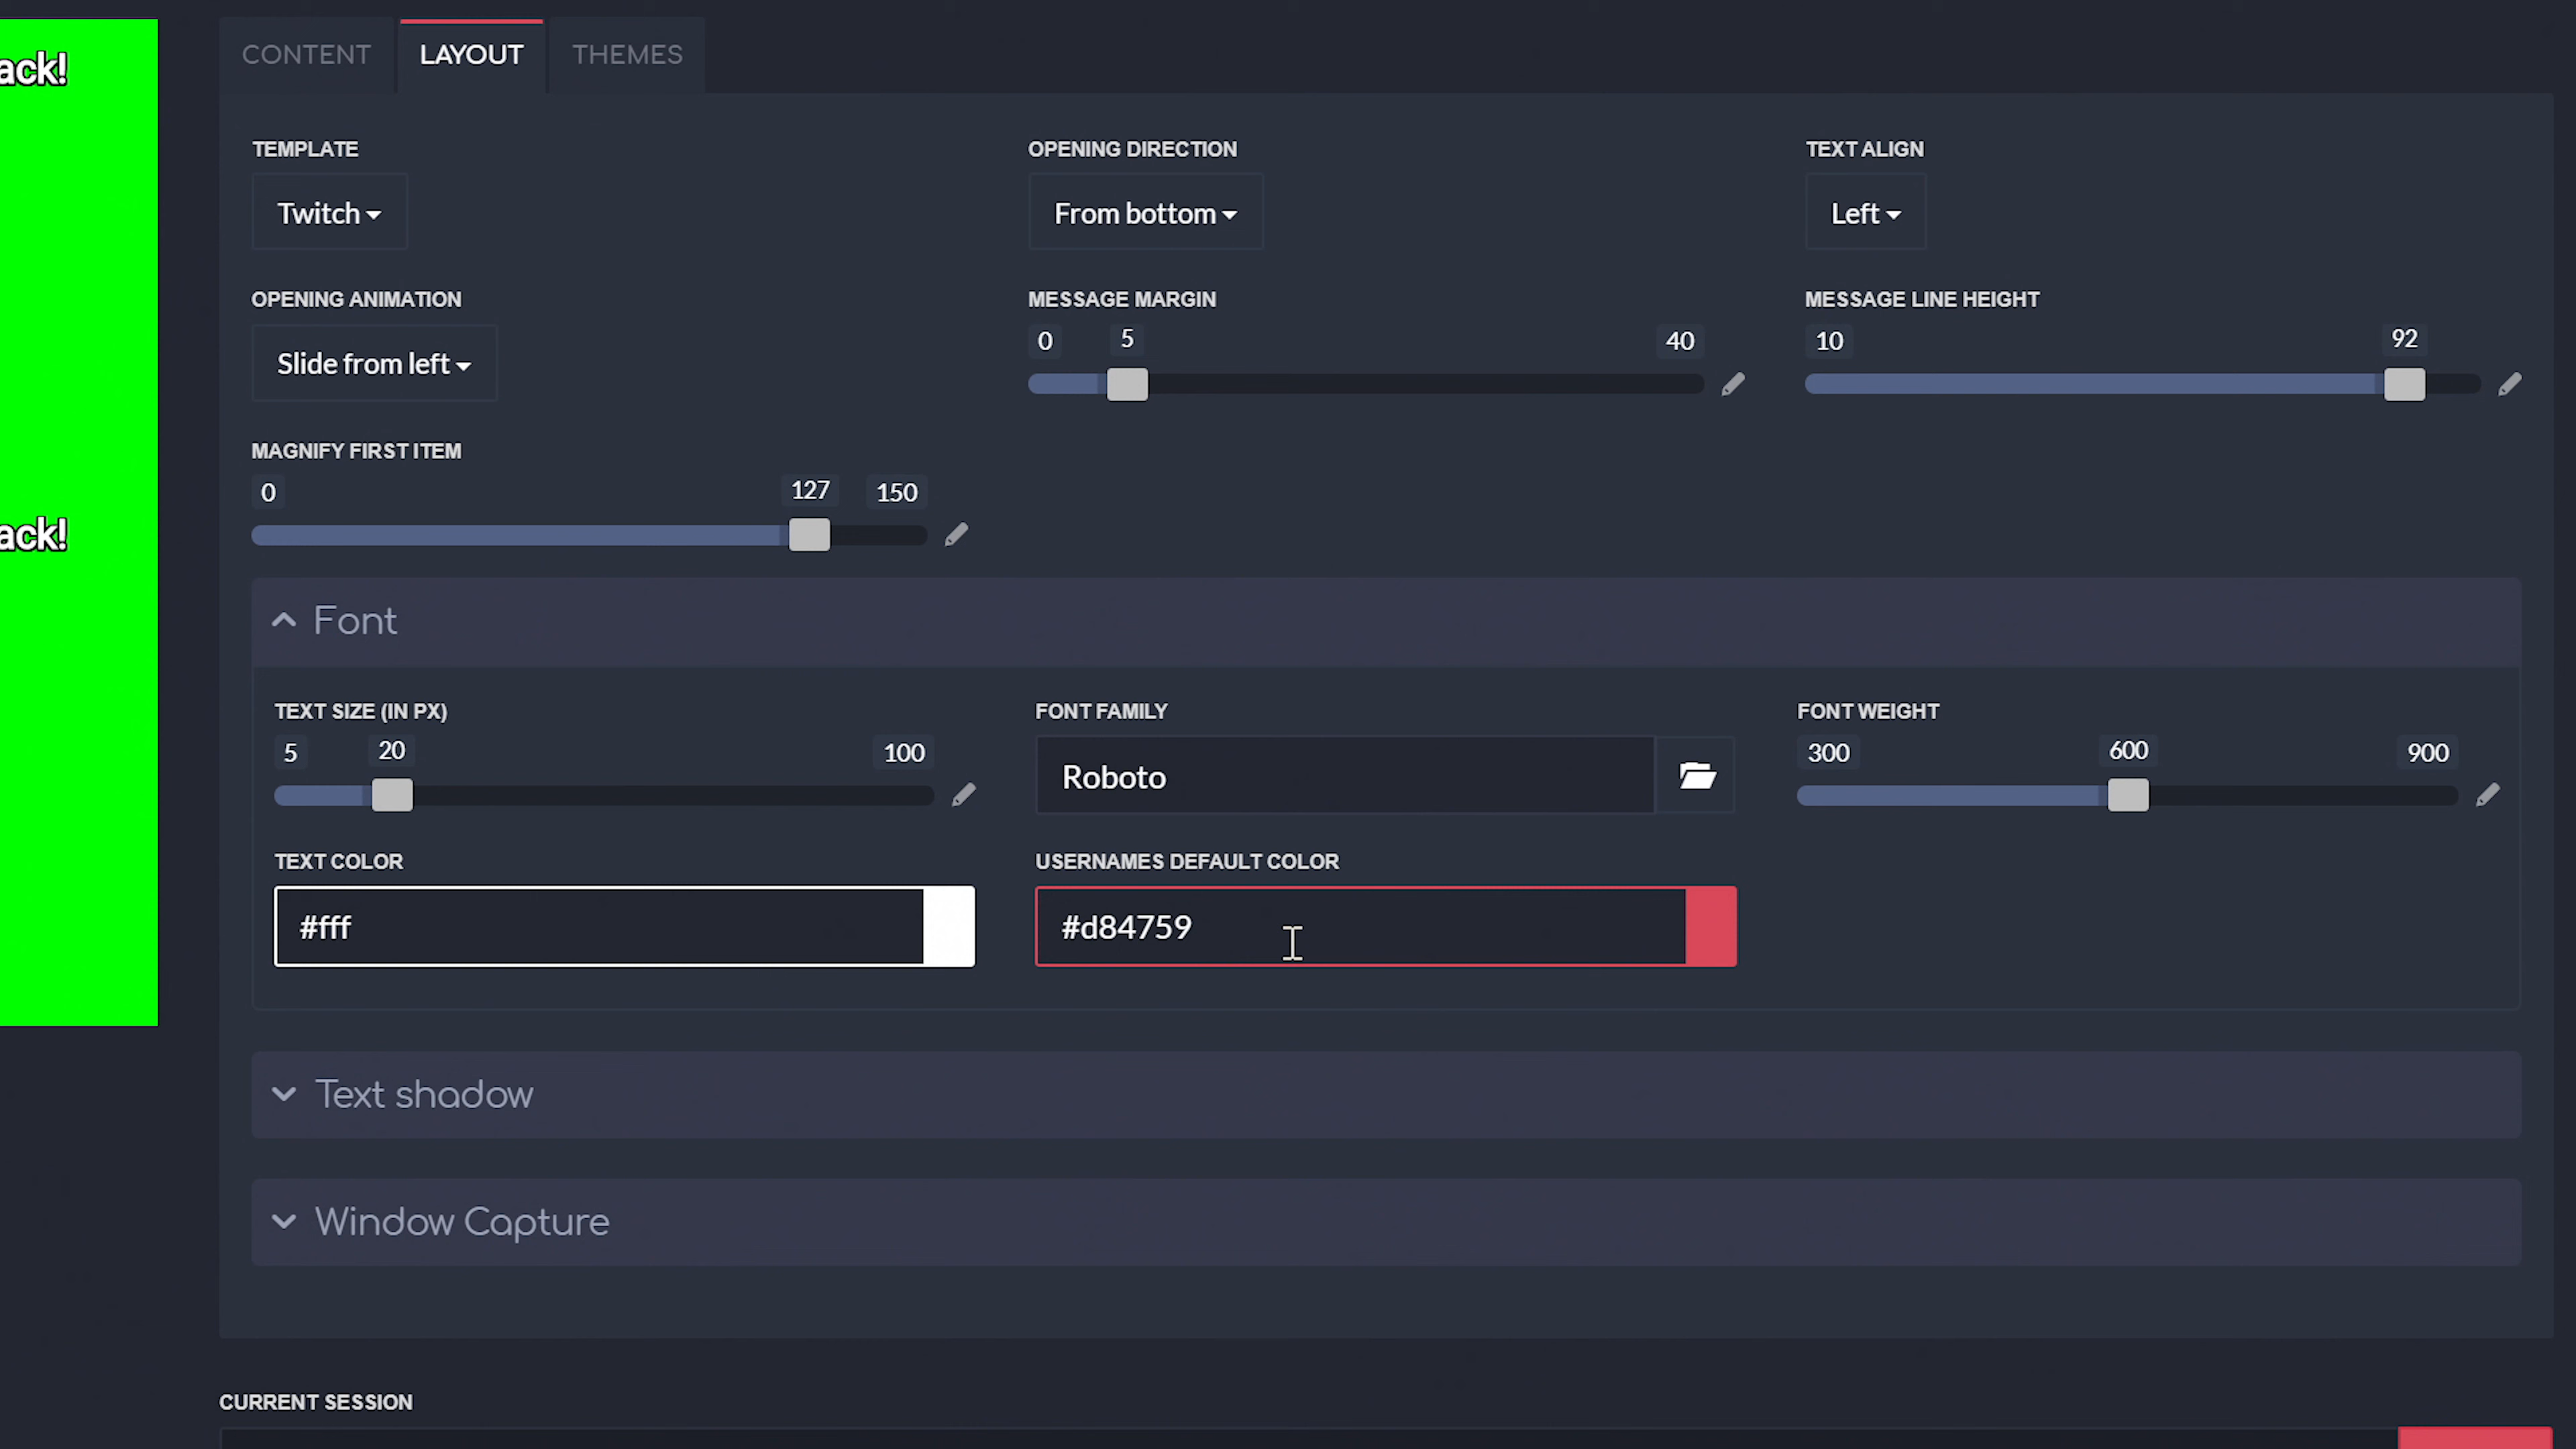 ack!
ack!
CONTENT LAYOUT THEMES
TEMPLATE OPENING DIRECTION TEXT ALIGN
Twitch From bottom Left
OPENING ANIMATION MESSAGE MARGIN MESSAGE LINE HEIGHT
Slide from left 0 5 40 10 92
MAGNIFY FIRST ITEM
0 127 150
Font
TEXT SIZE (IN PX) FONT FAMILY FONT WEIGHT
5 20 100 Roboto 300 600 900
TEXT COLOR USERNAMES DEFAULT COLOR
#fff #d84759
Text shadow
Window Capture
CURRENT SESSION